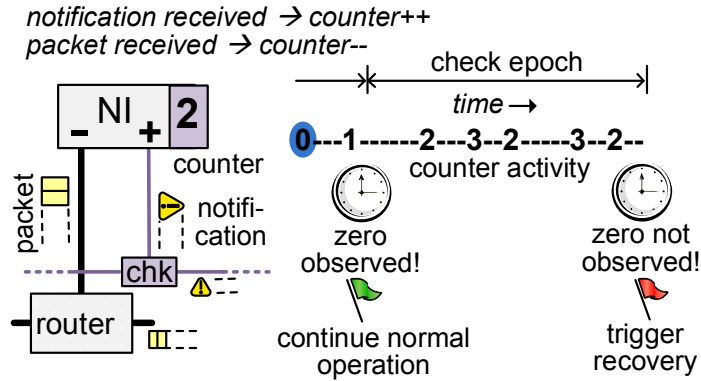 notification received → counter++
packet received → counter--
check epoch
time →
NI
2
- +
0---1------2---3--2-----3--2--
counter
counter activity
packet
notifi-
cation
zero
observed!
zero not
observed!
chk
router
continue normal
operation
trigger
recovery